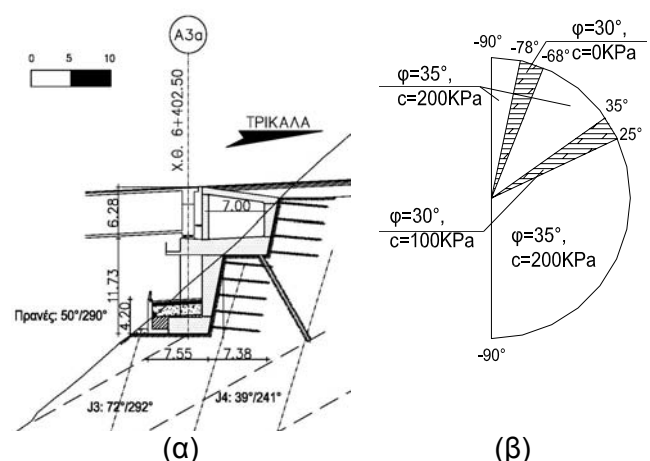 0 5 10
A3a
Χ.Θ. 6+402.50
ΤΡΙΚΑΛΑ
7.00
6.28
11.73
4.20
Πρανές: 50°/290°
7.55 7.38
J3: 72°/292°
J4: 39°/241°
(α)
-90°
-78°
-68°
φ=30°,
c=0KPa
φ=35°,
c=200KPa
35°
25°
φ=30°,
c=100KPa
φ=35°,
c=200KPa
-90°
(β)